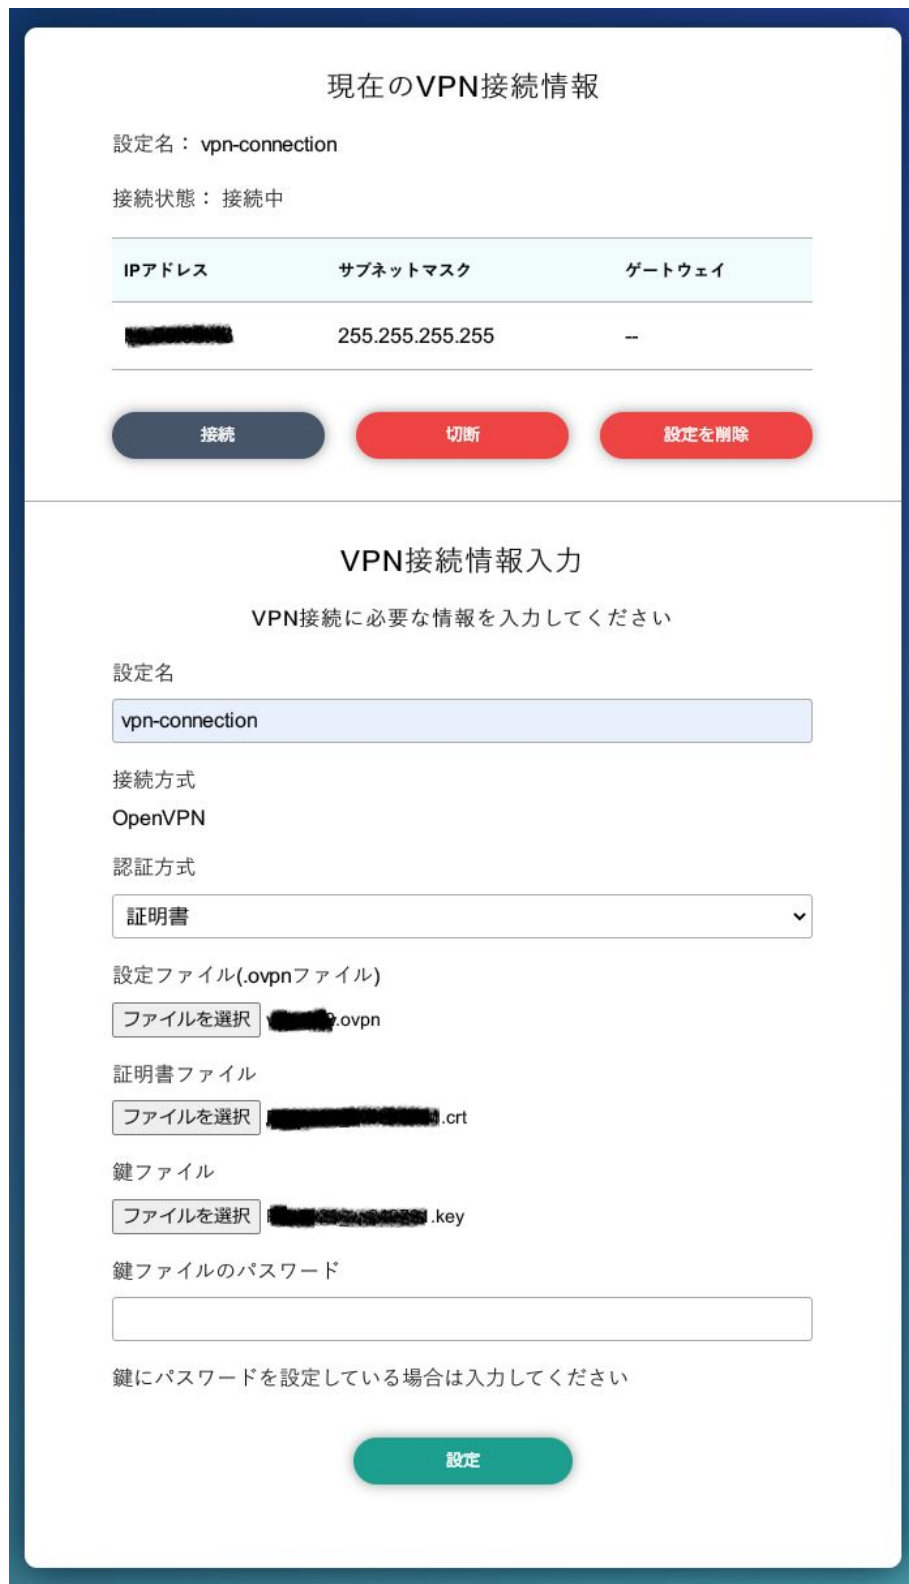 現在のVPN接続情報
設定名： vpn-connection
接続状態： 接続中
IPアドレス サブネットマスク ゲートウェイ
255.255.255.255 --
接続 切断 設定を削除
VPN接続情報入力
VPN接続に必要な情報を入力してください
設定名
vpn-connection
接続方式
OpenVPN
認証方式
証明書
設定ファイル(.ovpnファイル)
ファイルを選択 .ovpn
証明書ファイル
ファイルを選択 .crt
鍵ファイル
ファイルを選択 .key
鍵ファイルのパスワード
鍵にパスワードを設定している場合は入力してください
設定